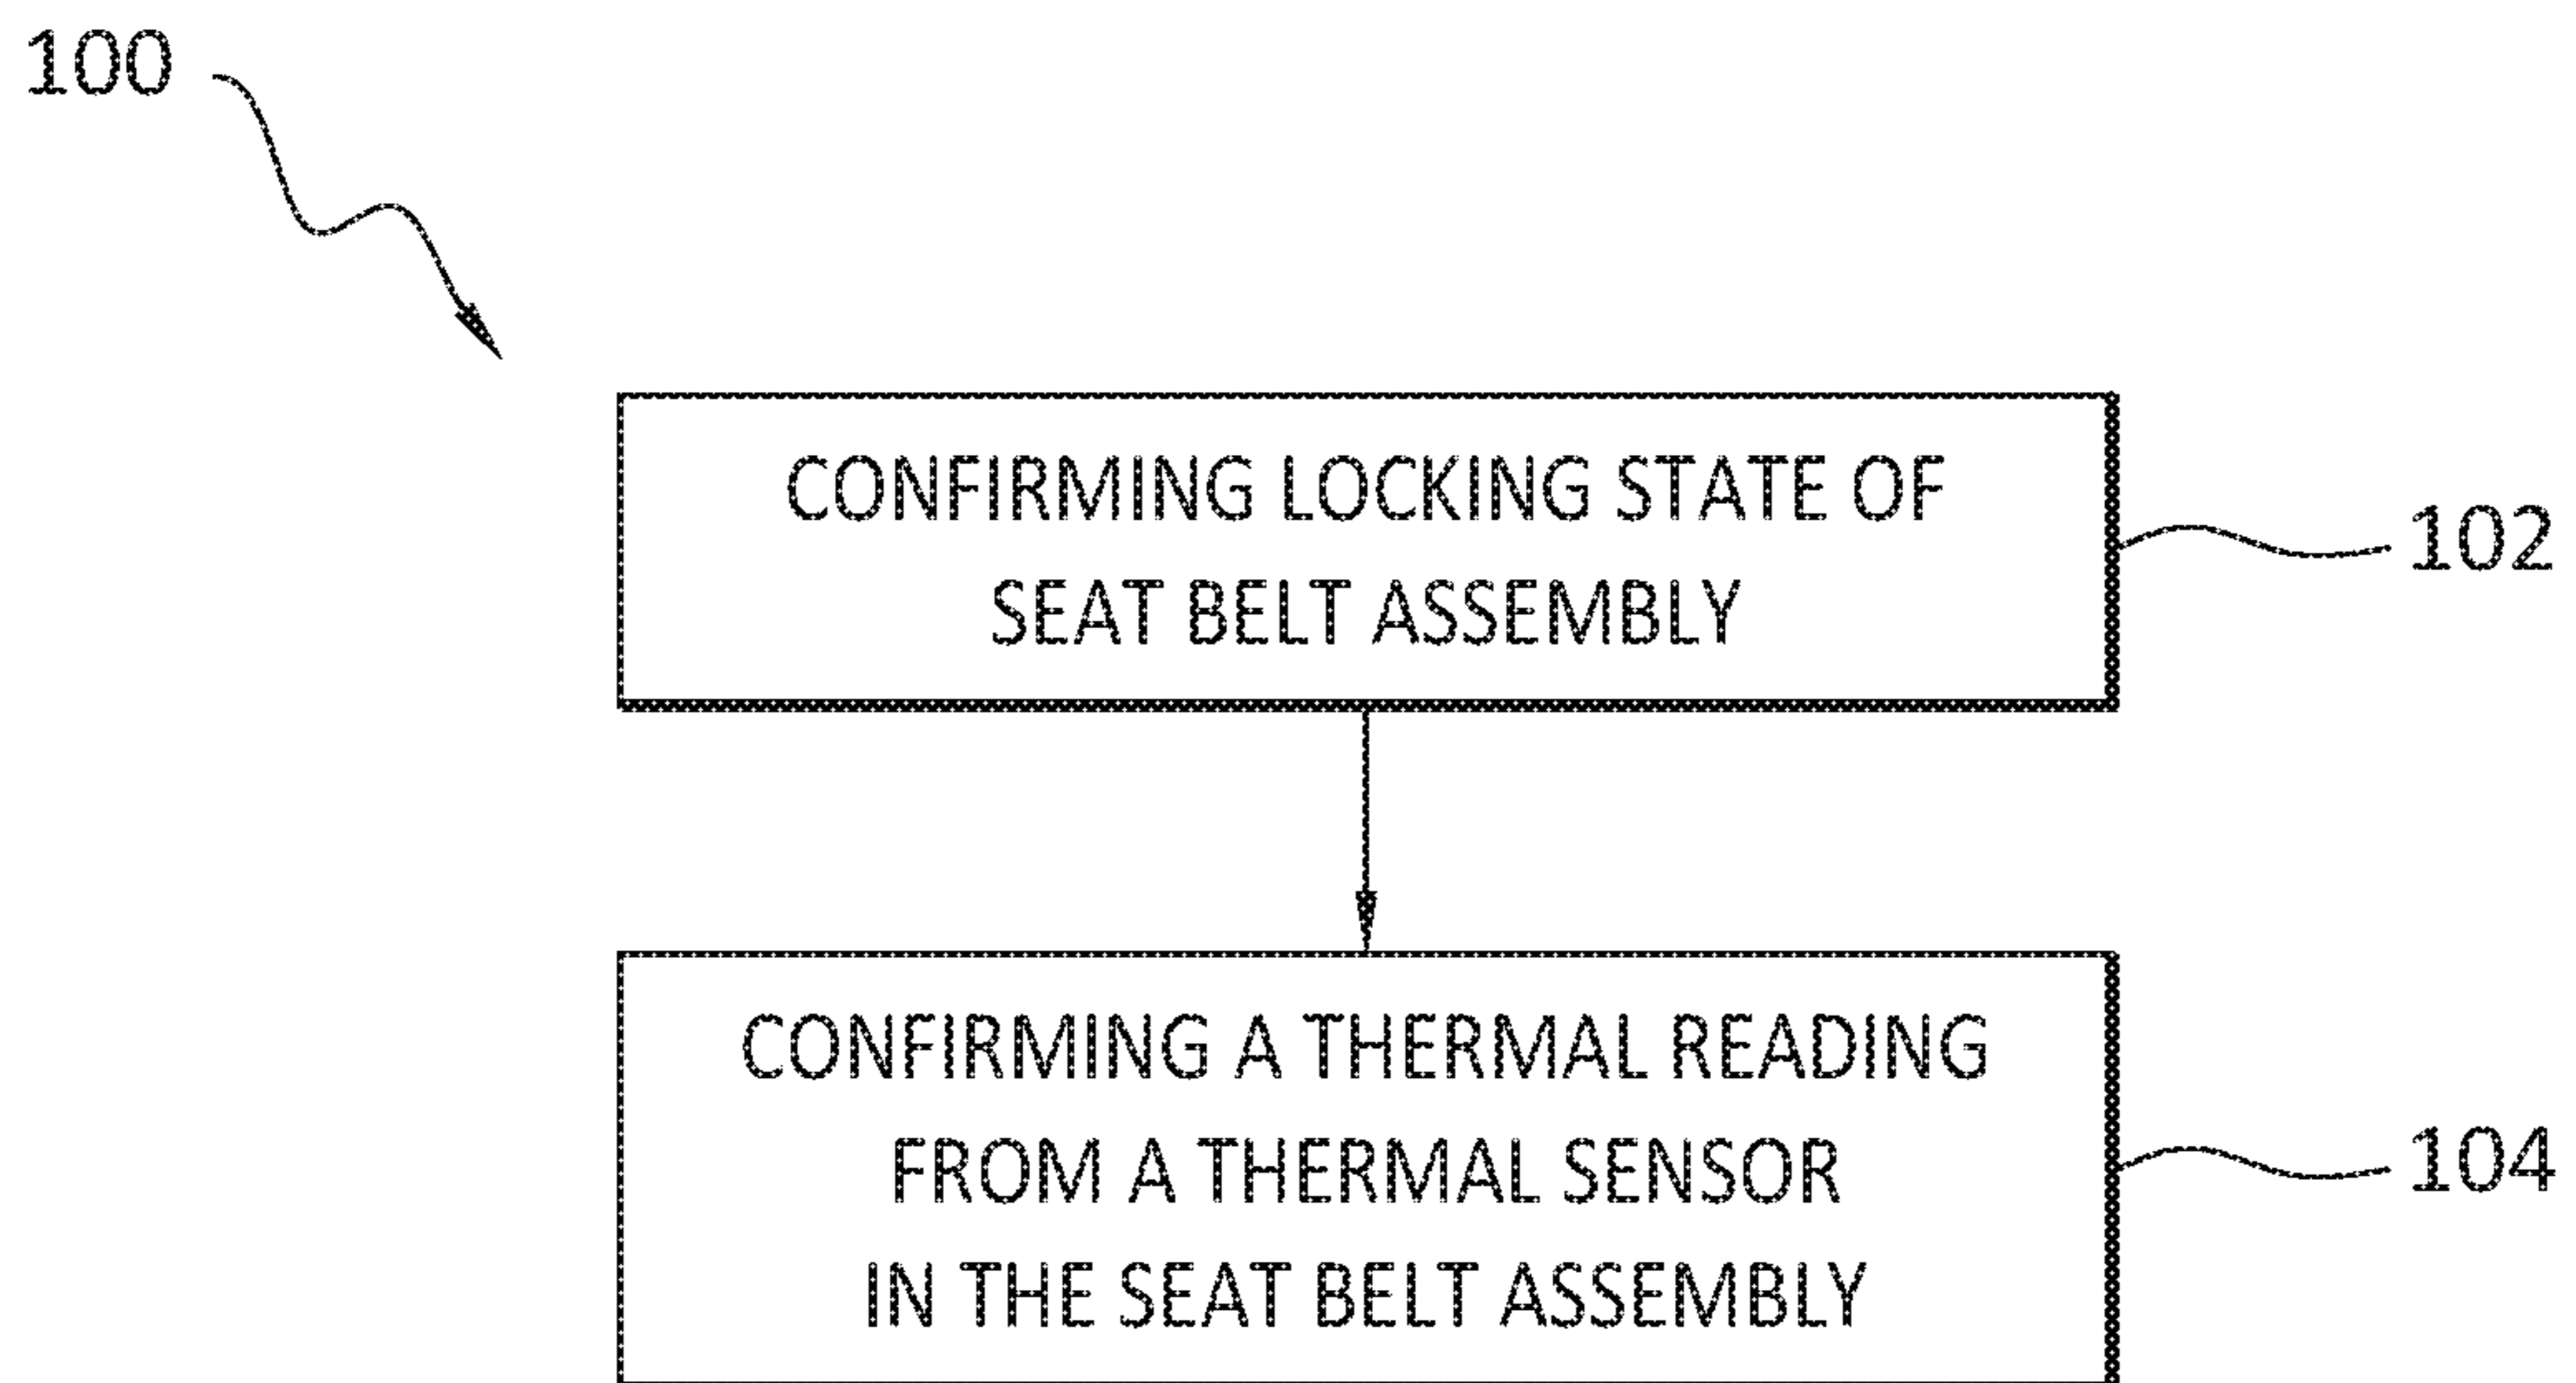 100
CONFIRMING LOCKING STATE OF
SEAT BELT ASSEMBLY
102
CONFIRMING A THERMAL READING
FROM A THERMAL SENSOR
IN THE SEAT BELT ASSEMBLY
104